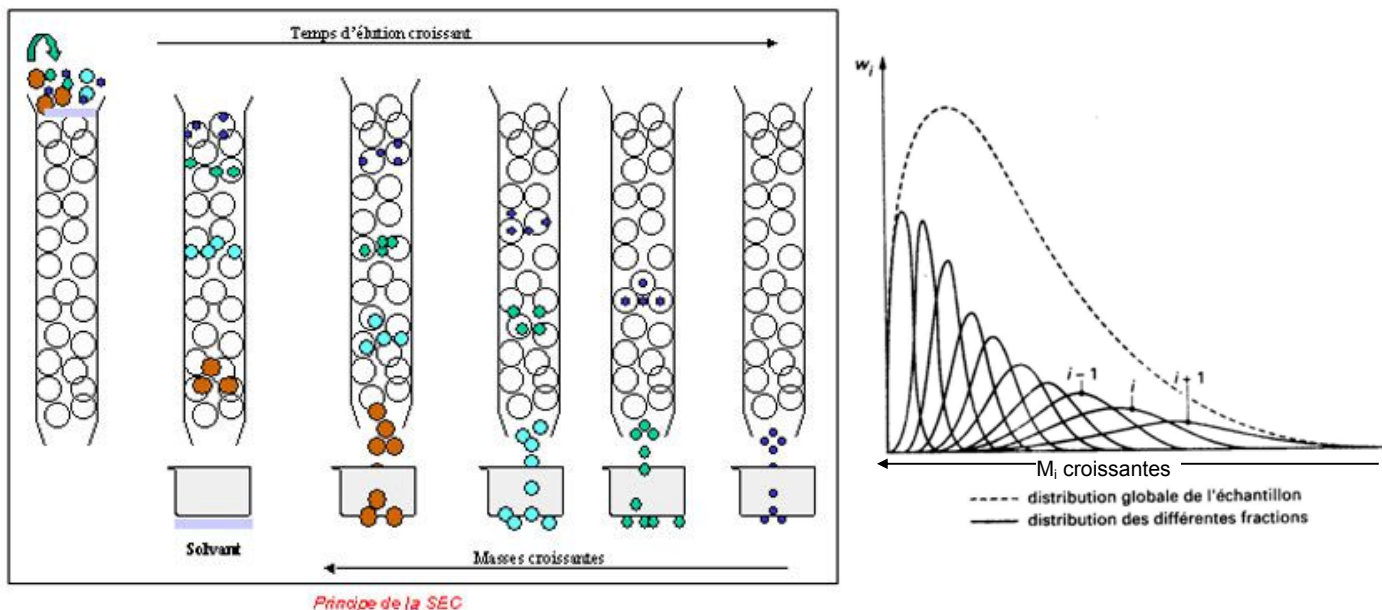 Temps d'élution croissant
Solvant
Masses croissantes
Principe de la SEC
wi
i – 1
i
i + 1
Mi croissantes
distribution globale de l'échantillon
distribution des différentes fractions